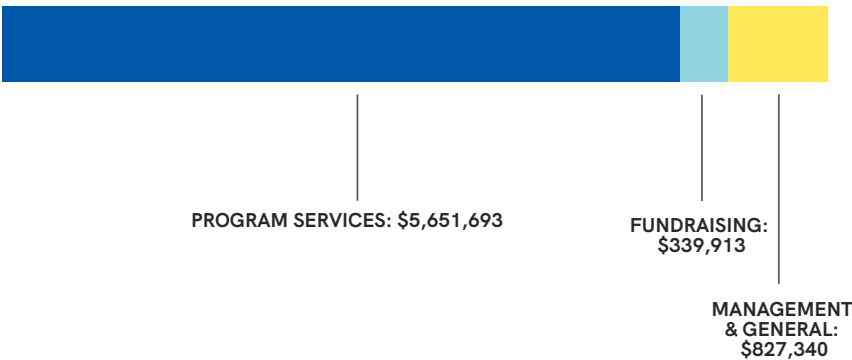 PROGRAM SERVICES: $5,651,693
FUNDRAISING:
$339,913
MANAGEMENT
& GENERAL:
$827,340